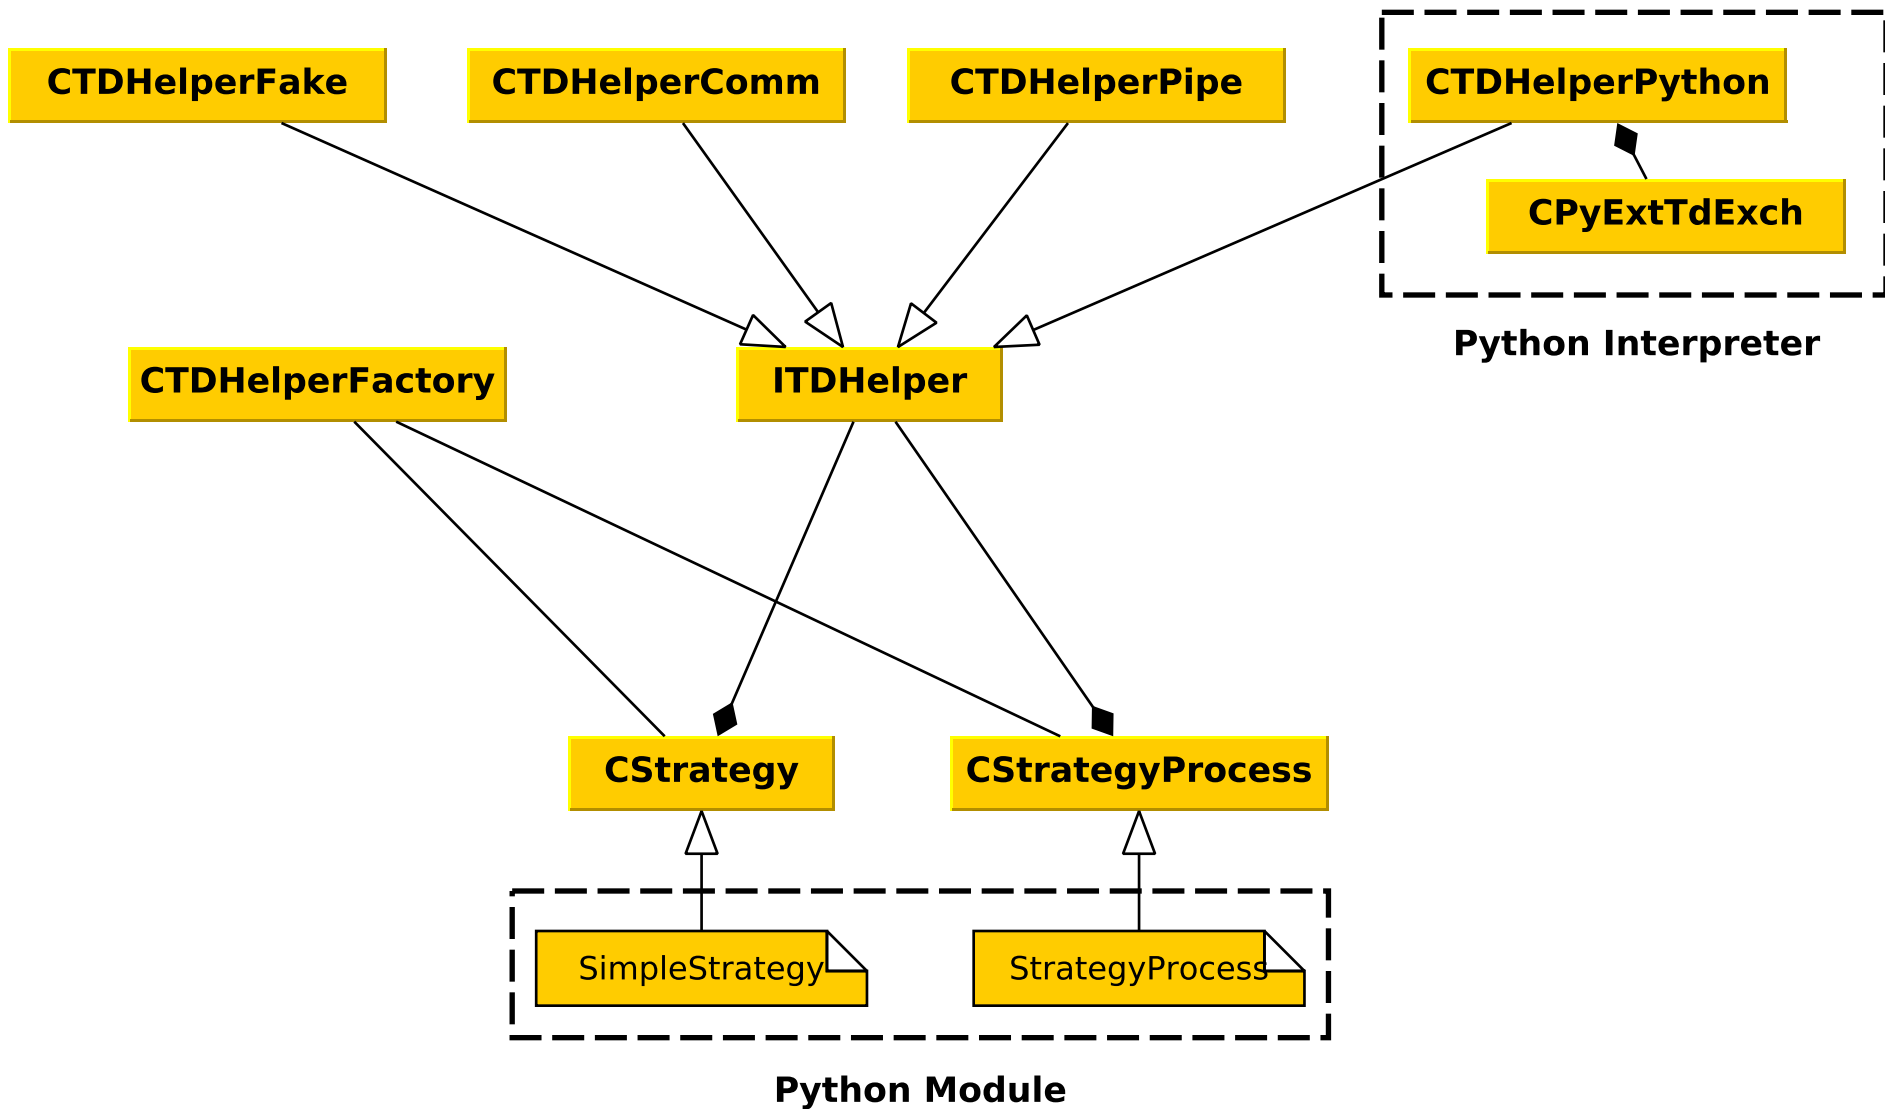 CTDHelperFake
CTDHelperComm
CTDHelperPipe
CTDHelperPython
CPyExtTdExch
Python Interpreter
CTDHelperFactory
ITDHelper
CStrategy
CStrategyProcess
SimpleStrategy
StrategyProcess
Python Module